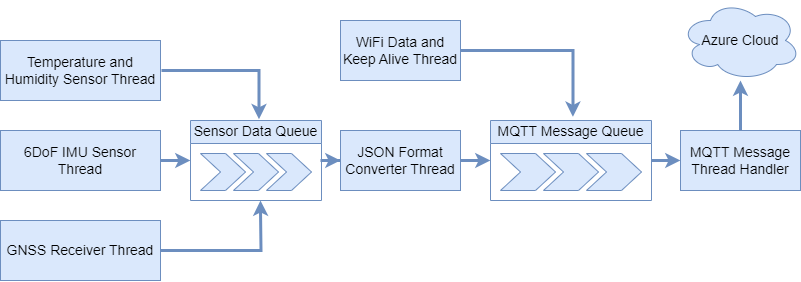 Temperature and
Humidity Sensor Thread
WiFi Data and
Keep Alive Thread
Azure Cloud
6DoF IMU Sensor
Thread
Sensor Data Queue
JSON Format
Converter Thread
MQTT Message Queue
MQTT Message
Thread Handler
GNSS Receiver Thread